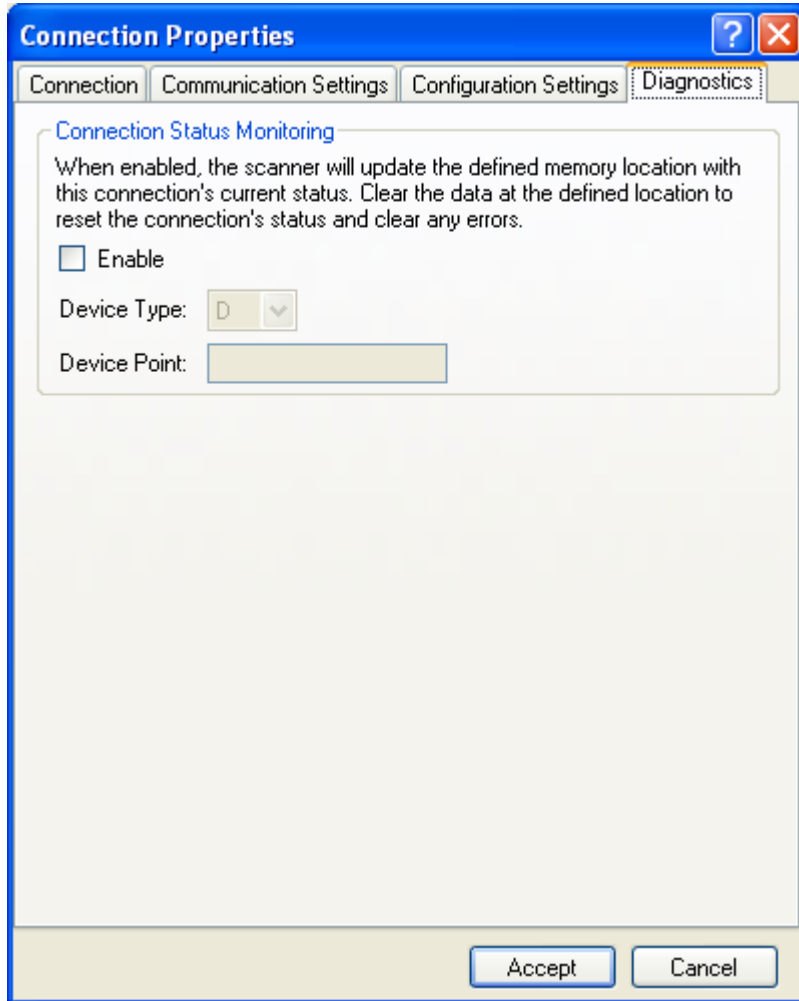 Connection Properties
Connection Communication Settings Configuration Settings Diagnostics
Connection Status Monitoring
When enabled, the scanner will update the defined memory location with
this connection's current status. Clear the data at the defined location to
reset the connection's status and clear any errors.
Enable
Device Type: D
Device Point:
Accept Cancel